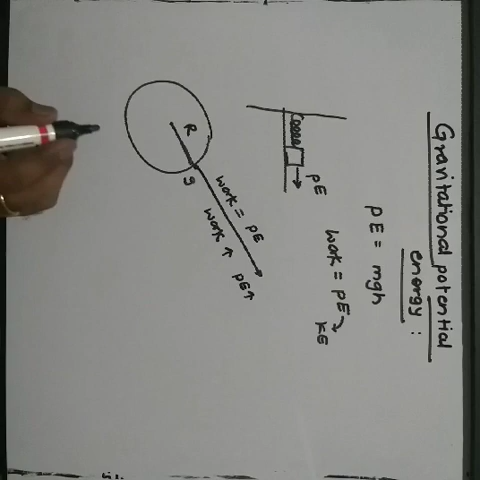 Gravitational potential
energy :
PE = mgh
work = PE
KE
PE
R
g
work = PE
work ↑ PE↑